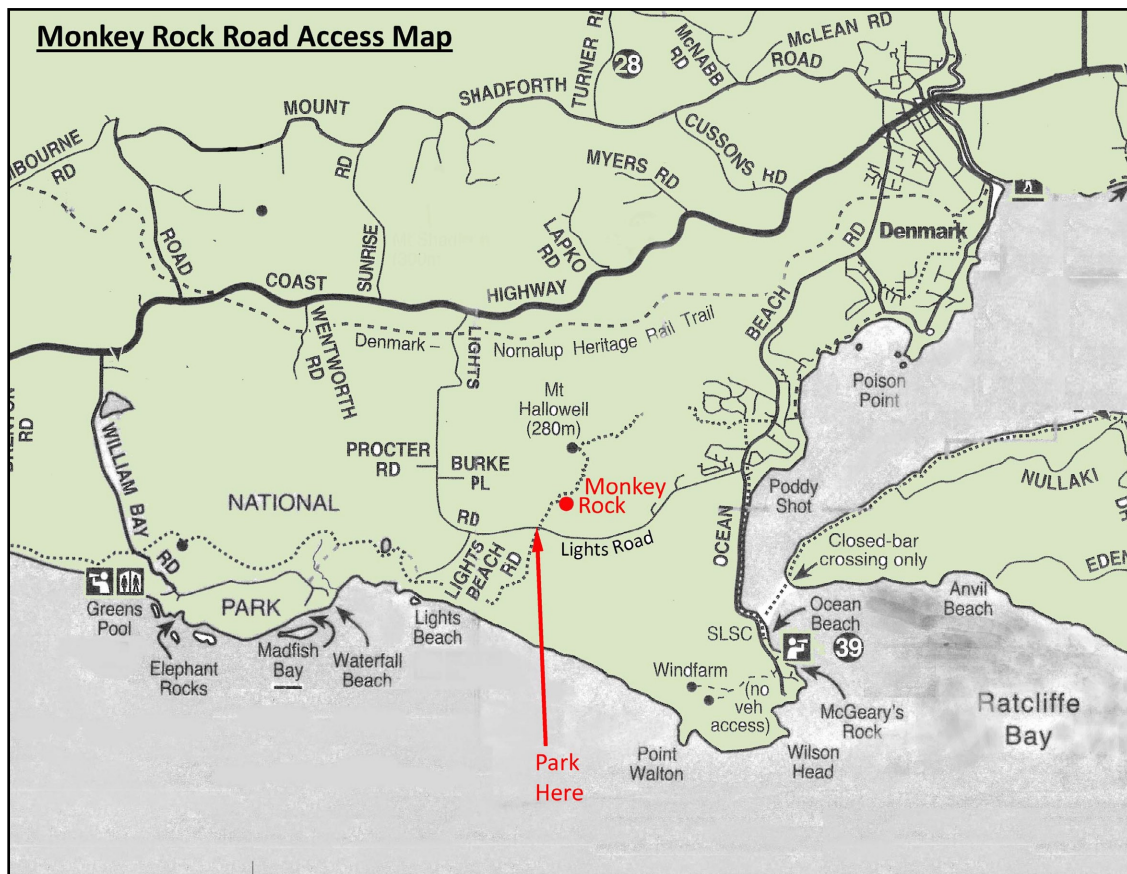 Monkey Rock Road Access Map
McLEAN RD
TURNER RD
28
McNABB
RD
ROAD
SHADFORTH
MOUNT
IBOURNE
RD
RD
CUSSONS RD
MYERS RD
LAPKO
RD
SUNRISE
ROAD
COAST
HIGHWAY
RD
Denmark
BEACH
WENTWORTH
RD
LIGHTS
Denmark
Nornalup Heritage Rail Trail
Mt
Hallowell
(280m)
Poison
Point
RD
WILLIAM BAY
RD
PROCTER
RD
BURKE
PL
NATIONAL
Monkey
Rock
RD
Lights Road
LIGHTS
BEACH
RD
OCEAN
Poddy
Shot
NULLAKI
DR
EDEN
Closed-bar
crossing only
Anvil
Beach
Ocean
Beach
SLSC
39
Greens
Pool
PARK
Lights
Beach
Elephant
Rocks
Madfish
Bay
Waterfall
Beach
Windfarm
(no
veh
access)
McGeary's
Rock
Ratcliffe
Bay
Point
Walton
Wilson
Head
Park
Here